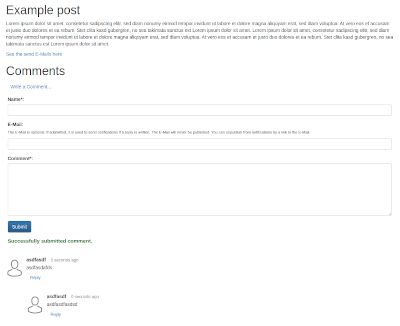 Example post
Lorem ipsum dolor sit amet, consetetur sadipscing elitr, sed diam nonumy eirmod tempor invidunt ut labore et dolore magna aliquyam erat, sed diam voluptua. At vero eos et accusam
et justo duo dolores et ea rebum. Stet clita kasd gubergren, no sea takimata sanctus est Lorem ipsum dolor sit amet. Lorem ipsum dolor sit amet, consetetur sadipscing elitr, sed diam
nonumy eirmod tempor invidunt ut labore et dolore magna aliquyam erat, sed diam voluptua. At vero eos et accusam et justo duo dolores et ea rebum. Stet clita kasd gubergren, no sea
takimata sanctus est Lorem ipsum dolor sit amet
See the send E-Mails here
Comments
Write a Comment...
Name*:
E-Mail:
The E-Mail is optional. If submitted, it is used to send notifications if a reply is written. The E-Mail will never be published. You can unpublish from notifications by a link in the E-Mail.
Comment*:
Submit
Successfully submitted comment.
asdfasdf 0 seconds ago
Reply
asdfasdf 0 seconds ago
Reply